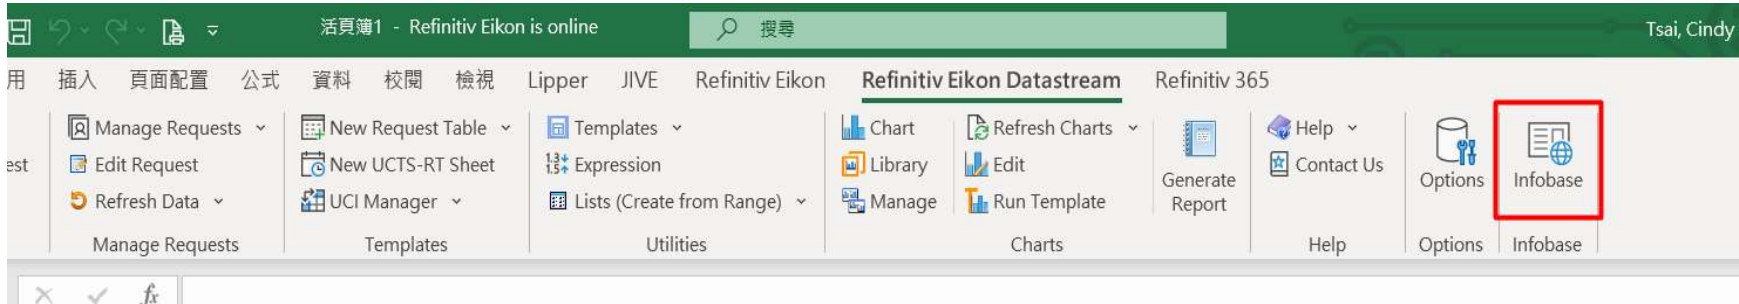 活頁簿1 - Refinitiv Eikon is online 搜尋 Tsai, Cindy
用 插入 頁面配置 公式 資料 校閱 檢視 Lipper JIVE Refinitiv Eikon Refinitiv Eikon Datastream Refinitiv 365
Manage Requests New Request Table Templates Chart Refresh Charts Help
est Edit Request New UCTS-RT Sheet Expression Library Edit Contact Us
Generate Report
Options Infobase
Refresh Data UCI Manager Lists (Create from Range) Manage Run Template
Manage Requests Templates Utilities Charts Help Options Infobase
fx